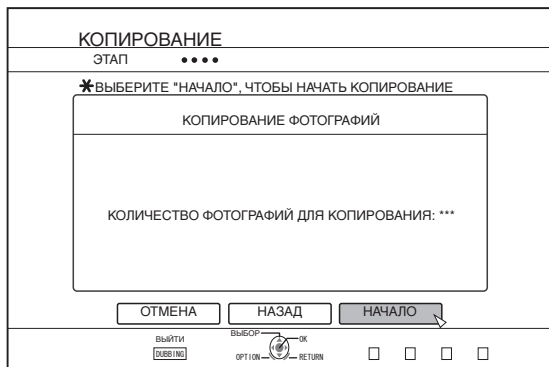 КОПИРОВАНИЕ
ЭТАП
✱ВЫБЕРИТЕ "НАЧАЛО", ЧТОБЫ НАЧАТЬ КОПИРОВАНИЕ
КОПИРОВАНИЕ ФОТОГРАФИЙ
КОЛИЧЕСТВО ФОТОГРАФИЙ ДЛЯ КОПИРОВАНИЯ: ***
ОТМЕНА НАЗАД НАЧАЛО
ВЫЙТИ ВЫБОР OK
DUBBING OPTION RETURN